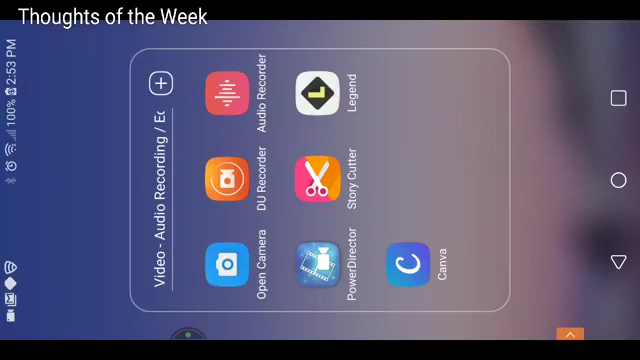 Thoughts of the Week
100% 2:53 PM
Video - Audio Recording / Ec
Open Camera
DU Recorder
Audio Recorder
PowerDirector
Story Cutter
Legend
Canva